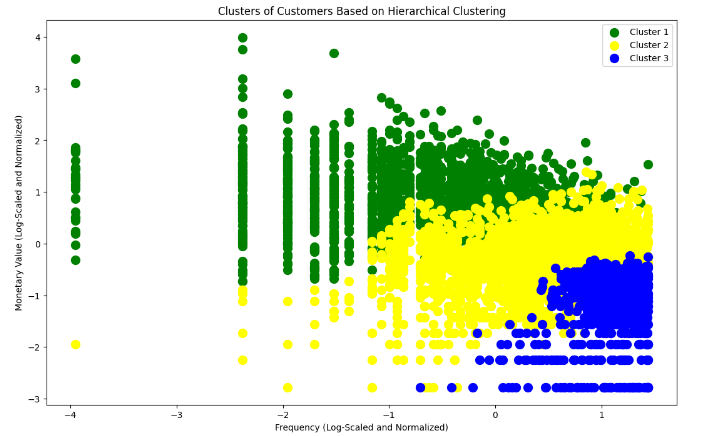 Clusters of Customers Based on Hierarchical Clustering
Cluster 1
Cluster 2
Cluster 3
Monetary Value (Log-Scaled and Normalized)
4
3
2
1
0
−1
−2
−3
−4 −3 −2 −1 0 1
Frequency (Log-Scaled and Normalized)